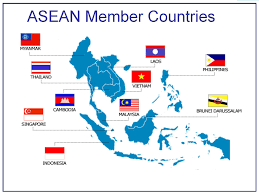 ASEAN Member Countries
MYANMAR
LAOS
PHILIPPINES
THAILAND
VIETNAM
CAMBODIA
MALAYSIA
BRUNEI DARUSSALAM
SINGAPORE
INDONESIA